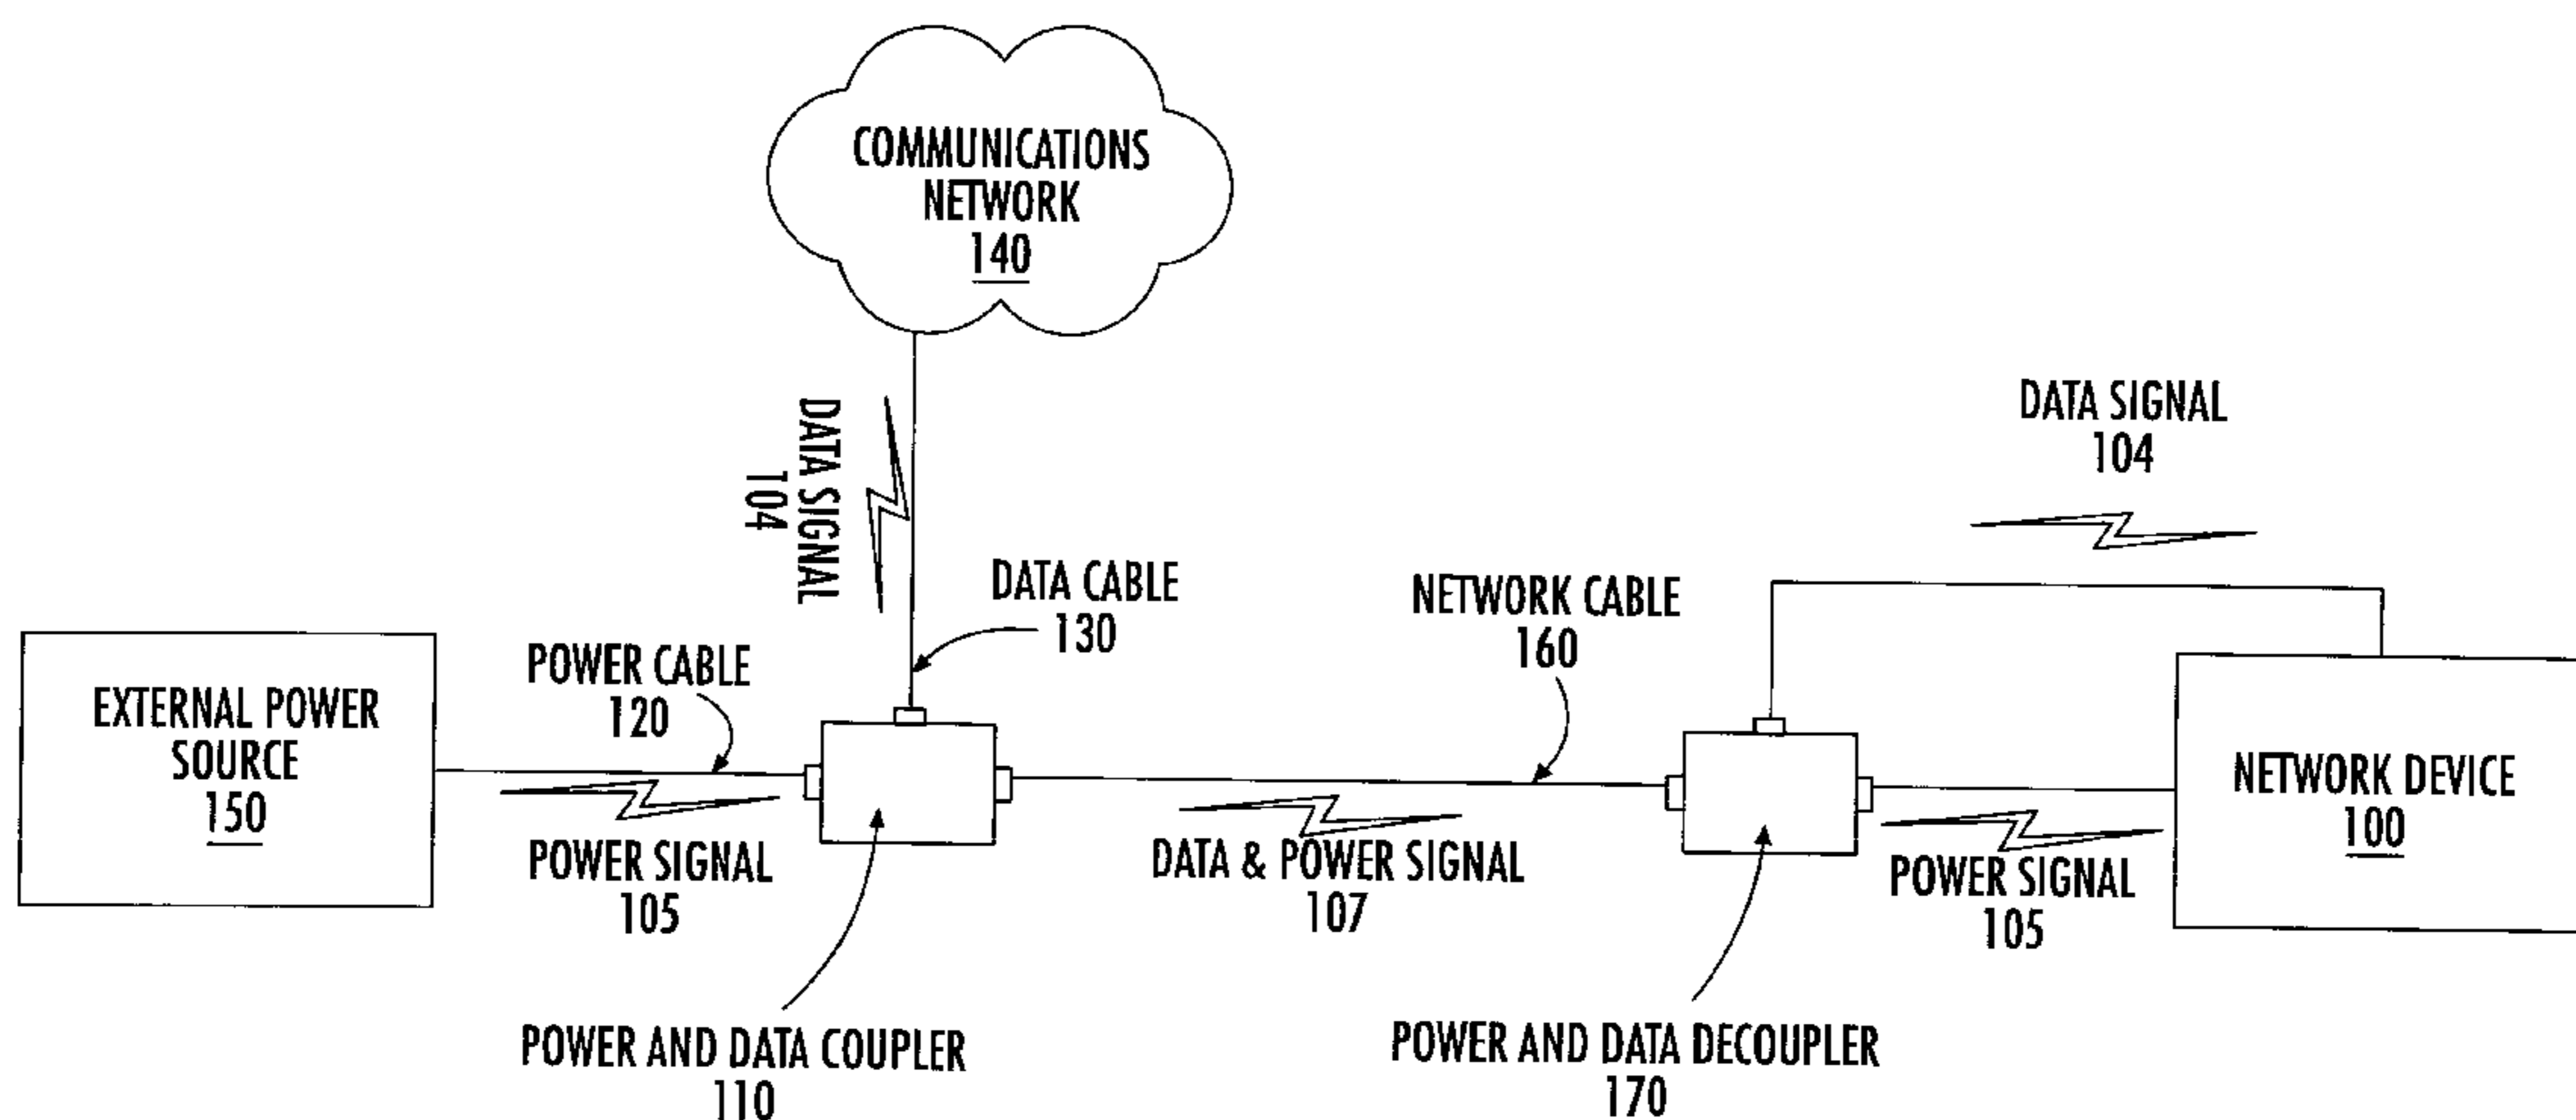 COMMUNICATIONS
NETWORK
140
DATA SIGNAL
104
DATA SIGNAL
104
DATA CABLE
130
NETWORK CABLE
160
POWER CABLE
120
EXTERNAL POWER
SOURCE
150
POWER SIGNAL
105
DATA & POWER SIGNAL
107
POWER SIGNAL
105
NETWORK DEVICE
100
POWER AND DATA COUPLER
110
POWER AND DATA DECOUPLER
170